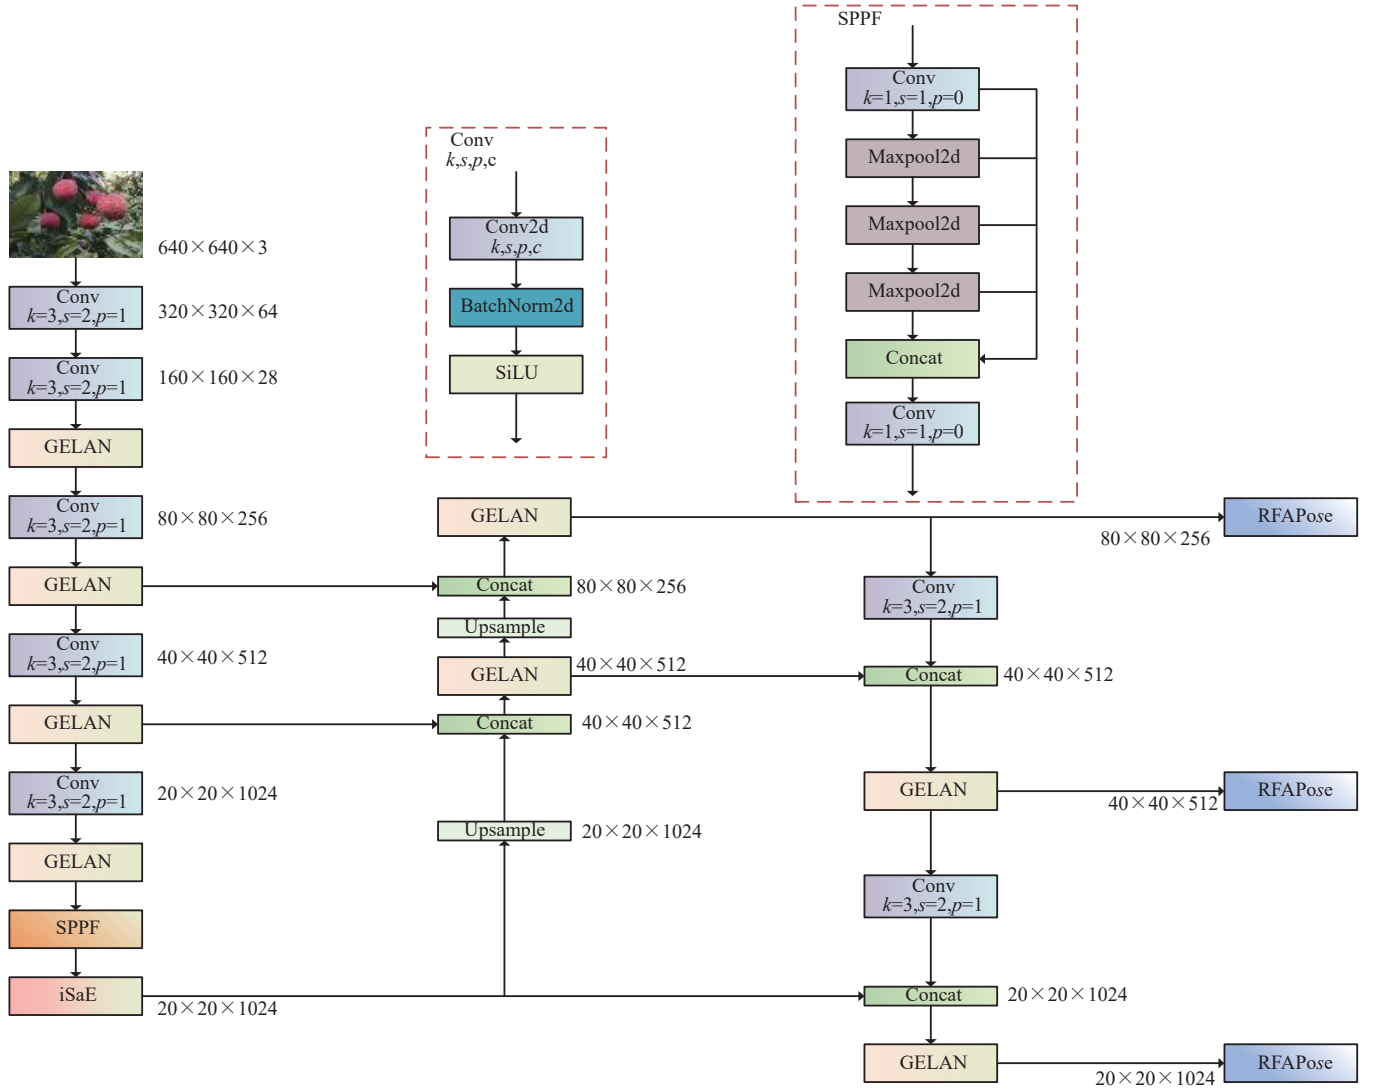 SPPF
Conv
k=1,s=1,p=0
Maxpool2d
Maxpool2d
Maxpool2d
Concat
Conv
k=1,s=1,p=0
Conv
k,s,p,c
Conv2d
k,s,p,c
BatchNorm2d
SiLU
640×640×3
Conv
k=3,s=2,p=1
320×320×64
Conv
k=3,s=2,p=1
160×160×28
GELAN
Conv
k=3,s=2,p=1
80×80×256
GELAN
Conv
k=3,s=2,p=1
40×40×512
GELAN
Conv
k=3,s=2,p=1
20×20×1024
GELAN
SPPF
iSaE
20×20×1024
GELAN
Concat
80×80×256
Upsample
GELAN
40×40×512
Concat
40×40×512
Upsample
20×20×1024
RFAPose
80×80×256
Conv
k=3,s=2,p=1
Concat
40×40×512
GELAN
RFAPose
40×40×512
Conv
k=3,s=2,p=1
Concat
20×20×1024
GELAN
RFAPose
20×20×1024